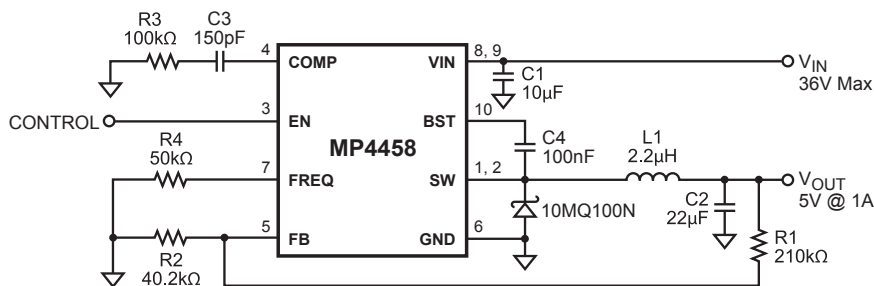 R3
100kΩ
C3
150pF
4
COMP
VIN
8, 9
C1
10µF
VIN
36V Max
CONTROL
3
EN
BST
10
MP4458
C4
100nF
L1
2.2µH
R4
50kΩ
7
FREQ
SW
1, 2
VOUT
5V @ 1A
C2
22µF
10MQ100N
R2
40.2kΩ
5
FB
GND
6
R1
210kΩ